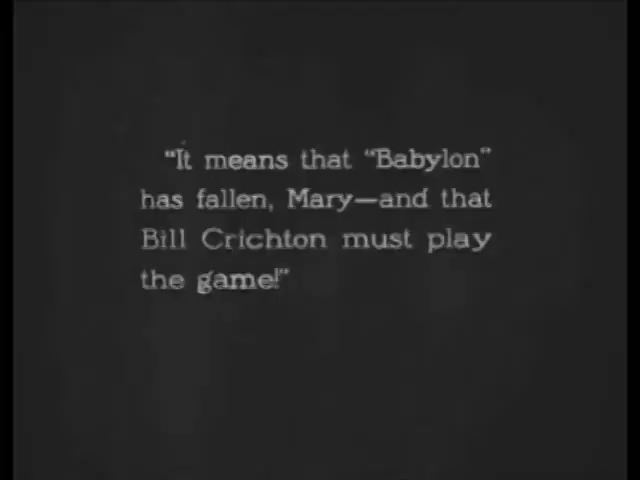 "It means that "Babylon"
has fallen, Mary—and that
Bill Crichton must play
the game!"